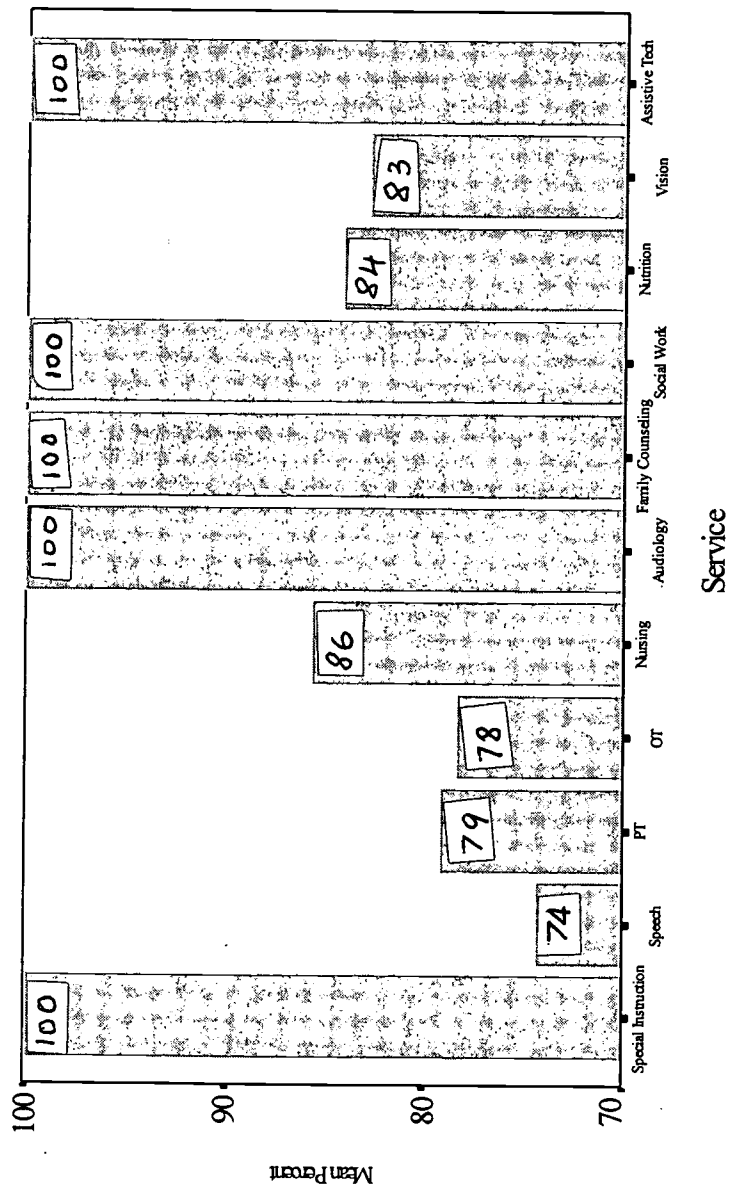 100
90
80
70
Mean Percent
100
74
79
78
86
100
100
100
84
83
100
Special Instruction
Speech
PT
OT
Nursing
Audiology
Family Counseling
Social Work
Nutrition
Vision
Assistive Tech
Service